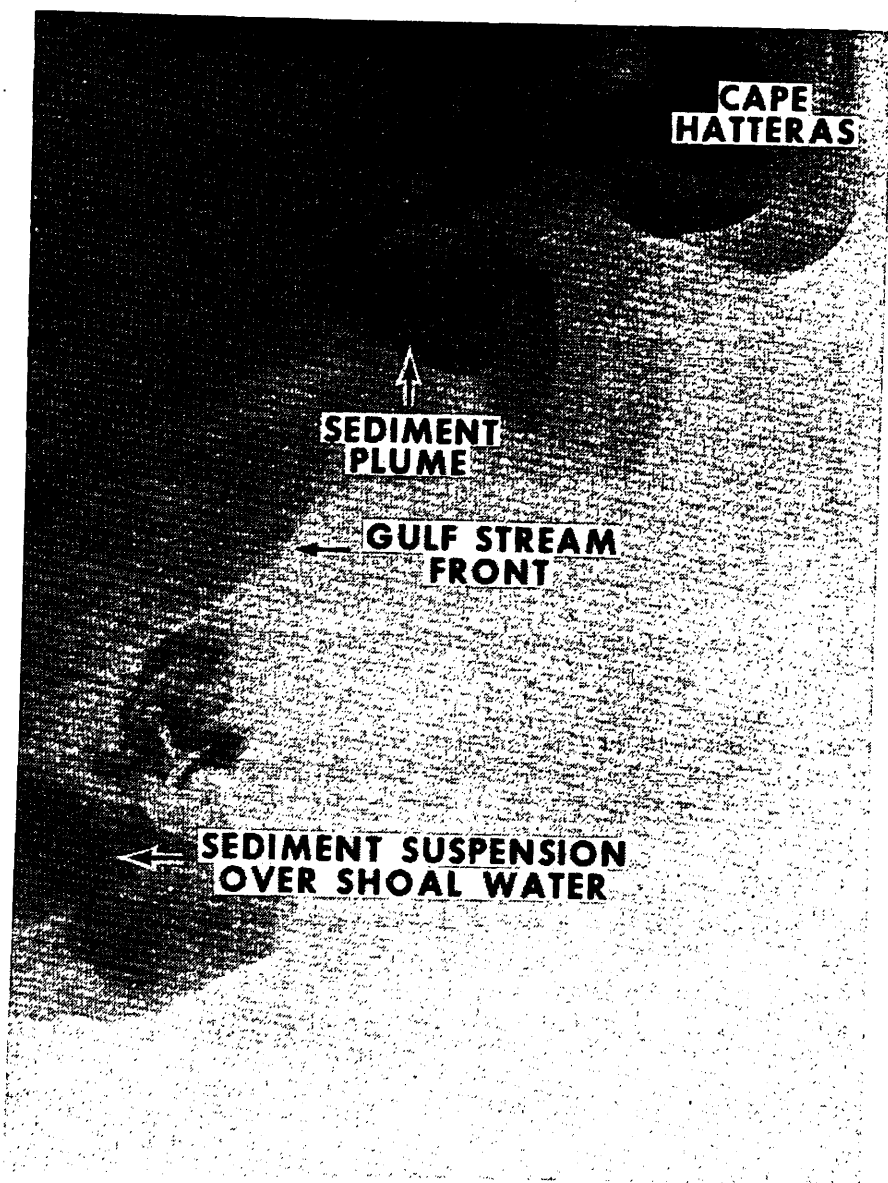 CAPE
HATTERAS
SEDIMENT
PLUME
GULF STREAM
FRONT
SEDIMENT SUSPENSION
OVER SHOAL WATER